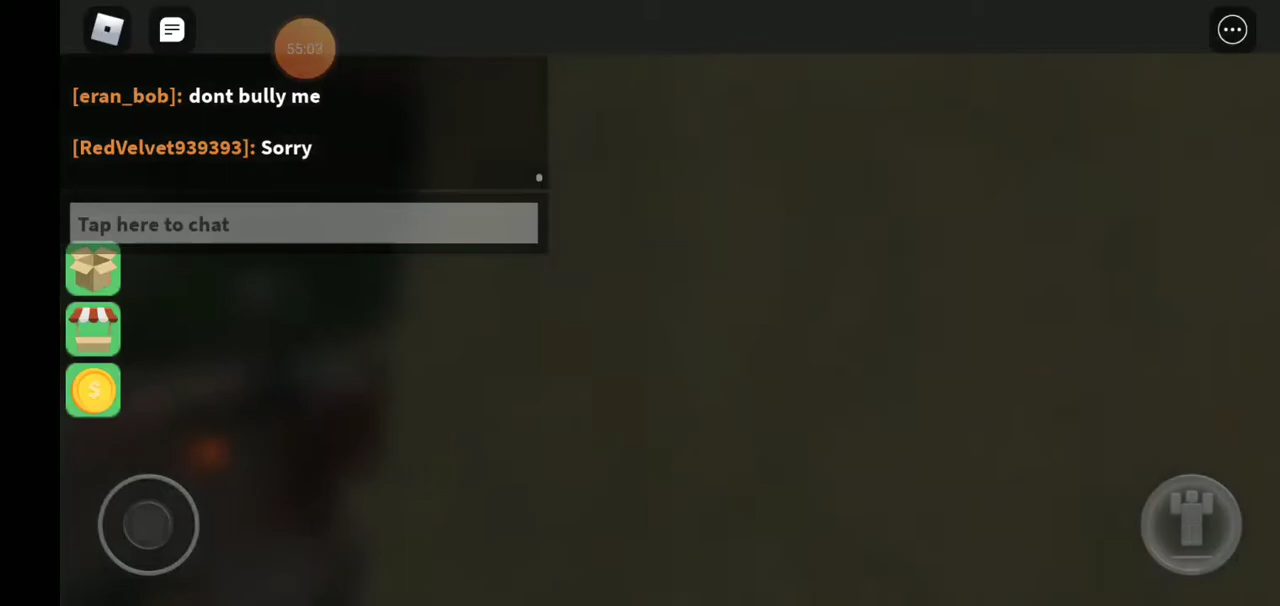 55:03
[eran_bob]: dont bully me
[RedVelvet939393]: Sorry
Tap here to chat
$